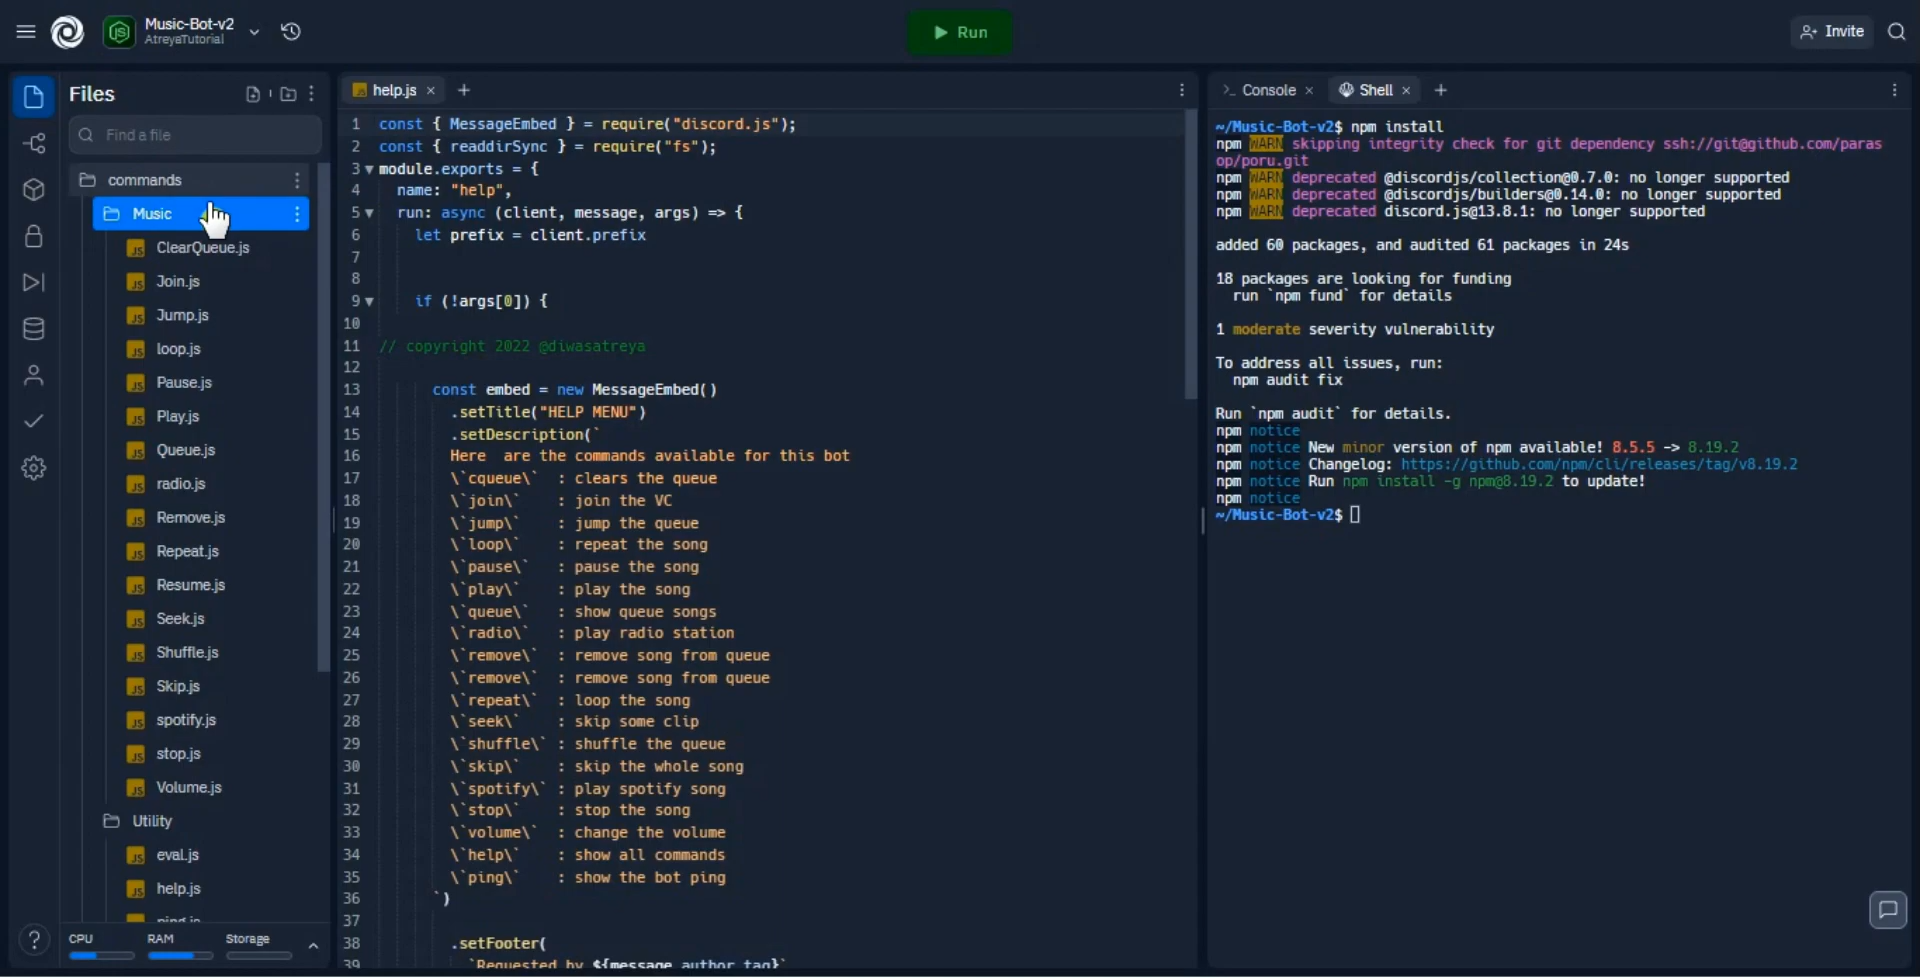 Music-Bot-v2
AtreyaTutorial
Run
Invite
Files
Find a file
commands
Music
ClearQueue.js
Join.js
Jump.js
loop.js
Pause.js
Play.js
Queue.js
radio.js
Remove.js
Repeat.js
Resume.js
Seek.js
Shuffle.js
Skip.js
spotify.js
stop.js
Volume.js
Utility
eval.js
help.js
ping.js
CPU RAM Storage
help.js
1 const { MessageEmbed } = require("discord.js");
2 const { readdirSync } = require("fs");
3 module.exports = {
4 name: "help",
5 run: async (client, message, args) => {
6 let prefix = client.prefix
7
8
9 if (!args[0]) {
10
11 // copyright 2022 @diwasatreya
12
13 const embed = new MessageEmbed()
14 .setTitle("HELP MENU")
15 .setDescription(`
16 Here  are the commands available for this bot
17 \`cqueue\`  : clears the queue
18 \`join\`    : join the VC
19 \`jump\`    : jump the queue
20 \`loop\`    : repeat the song
21 \`pause\`   : pause the song
22 \`play\`    : play the song
23 \`queue\`   : show queue songs
24 \`radio\`   : play radio station
25 \`remove\`  : remove song from queue
26 \`remove\`  : remove song from queue
27 \`repeat\`  : loop the song
28 \`seek\`    : skip some clip
29 \`shuffle\` : shuffle the queue
30 \`skip\`    : skip the whole song
31 \`spotify\` : play spotify song
32 \`stop\`    : stop the song
33 \`volume\`  : change the volume
34 \`help\`    : show all commands
35 \`ping\`    : show the bot ping
36 `)
37
38 .setFooter(
39 `Requested by ${message.author.tag}`
Console Shell
~/Music-Bot-v2$ npm install
npm WARN skipping integrity check for git dependency ssh://git@github.com/paras
op/poru.git
npm WARN deprecated @discordjs/collection@0.7.0: no longer supported
npm WARN deprecated @discordjs/builders@0.14.0: no longer supported
npm WARN deprecated discord.js@13.8.1: no longer supported
added 60 packages, and audited 61 packages in 24s
18 packages are looking for funding
run `npm fund` for details
1 moderate severity vulnerability
To address all issues, run:
npm audit fix
Run `npm audit` for details.
npm notice
npm notice New minor version of npm available! 8.5.5 -> 8.19.2
npm notice Changelog: https://github.com/npm/cli/releases/tag/v8.19.2
npm notice Run npm install -g npm@8.19.2 to update!
npm notice
~/Music-Bot-v2$